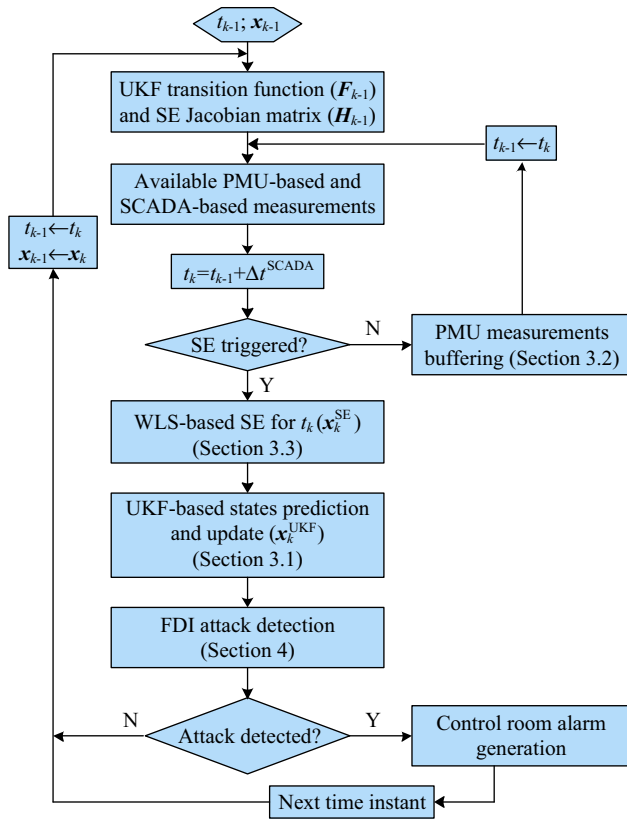 t_{k-1}; x_{k-1}
UKF transition function (F_{k-1})
and SE Jacobian matrix (H_{k-1})
t_{k-1}←t_k
Available PMU-based and
SCADA-based measurements
t_{k-1}←t_k
x_{k-1}←x_k
t_k=t_{k-1}+Δt^{SCADA}
SE triggered?
N
PMU measurements
buffering (Section 3.2)
Y
WLS-based SE for t_k (x_k^{SE})
(Section 3.3)
UKF-based states prediction
and update (x_k^{UKF})
(Section 3.1)
FDI attack detection
(Section 4)
N
Attack detected?
Y
Control room alarm
generation
Next time instant